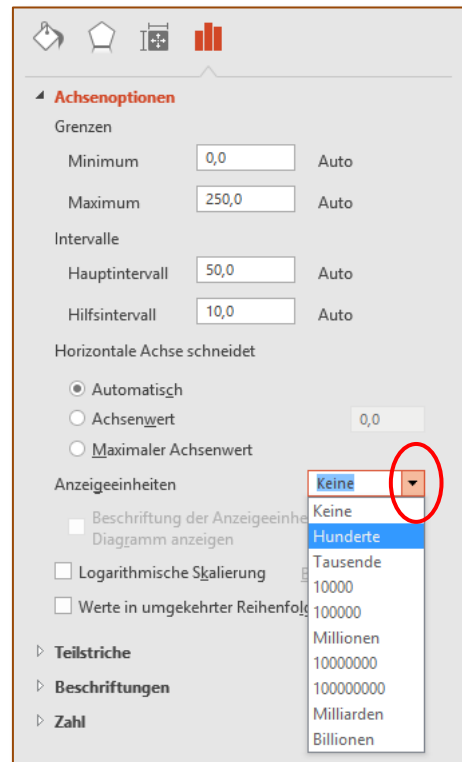 Achsenoptionen
Grenzen
Minimum 0,0 Auto
Maximum 250,0 Auto
Intervalle
Hauptintervall 50,0 Auto
Hilfsintervall 10,0 Auto
Horizontale Achse schneidet
Automatisch
Achsenwert 0,0
Maximaler Achsenwert
Anzeigeeinheiten Keine
Keine
Beschriftung der Anzeigeeinhe
Hunderte
Diagramm anzeigen
Tausende
Logarithmische Skalierung
10000
100000
Werte in umgekehrter Reihenfolg
Millionen
Teilstriche
10000000
Beschriftungen
100000000
Zahl
Milliarden
Billionen